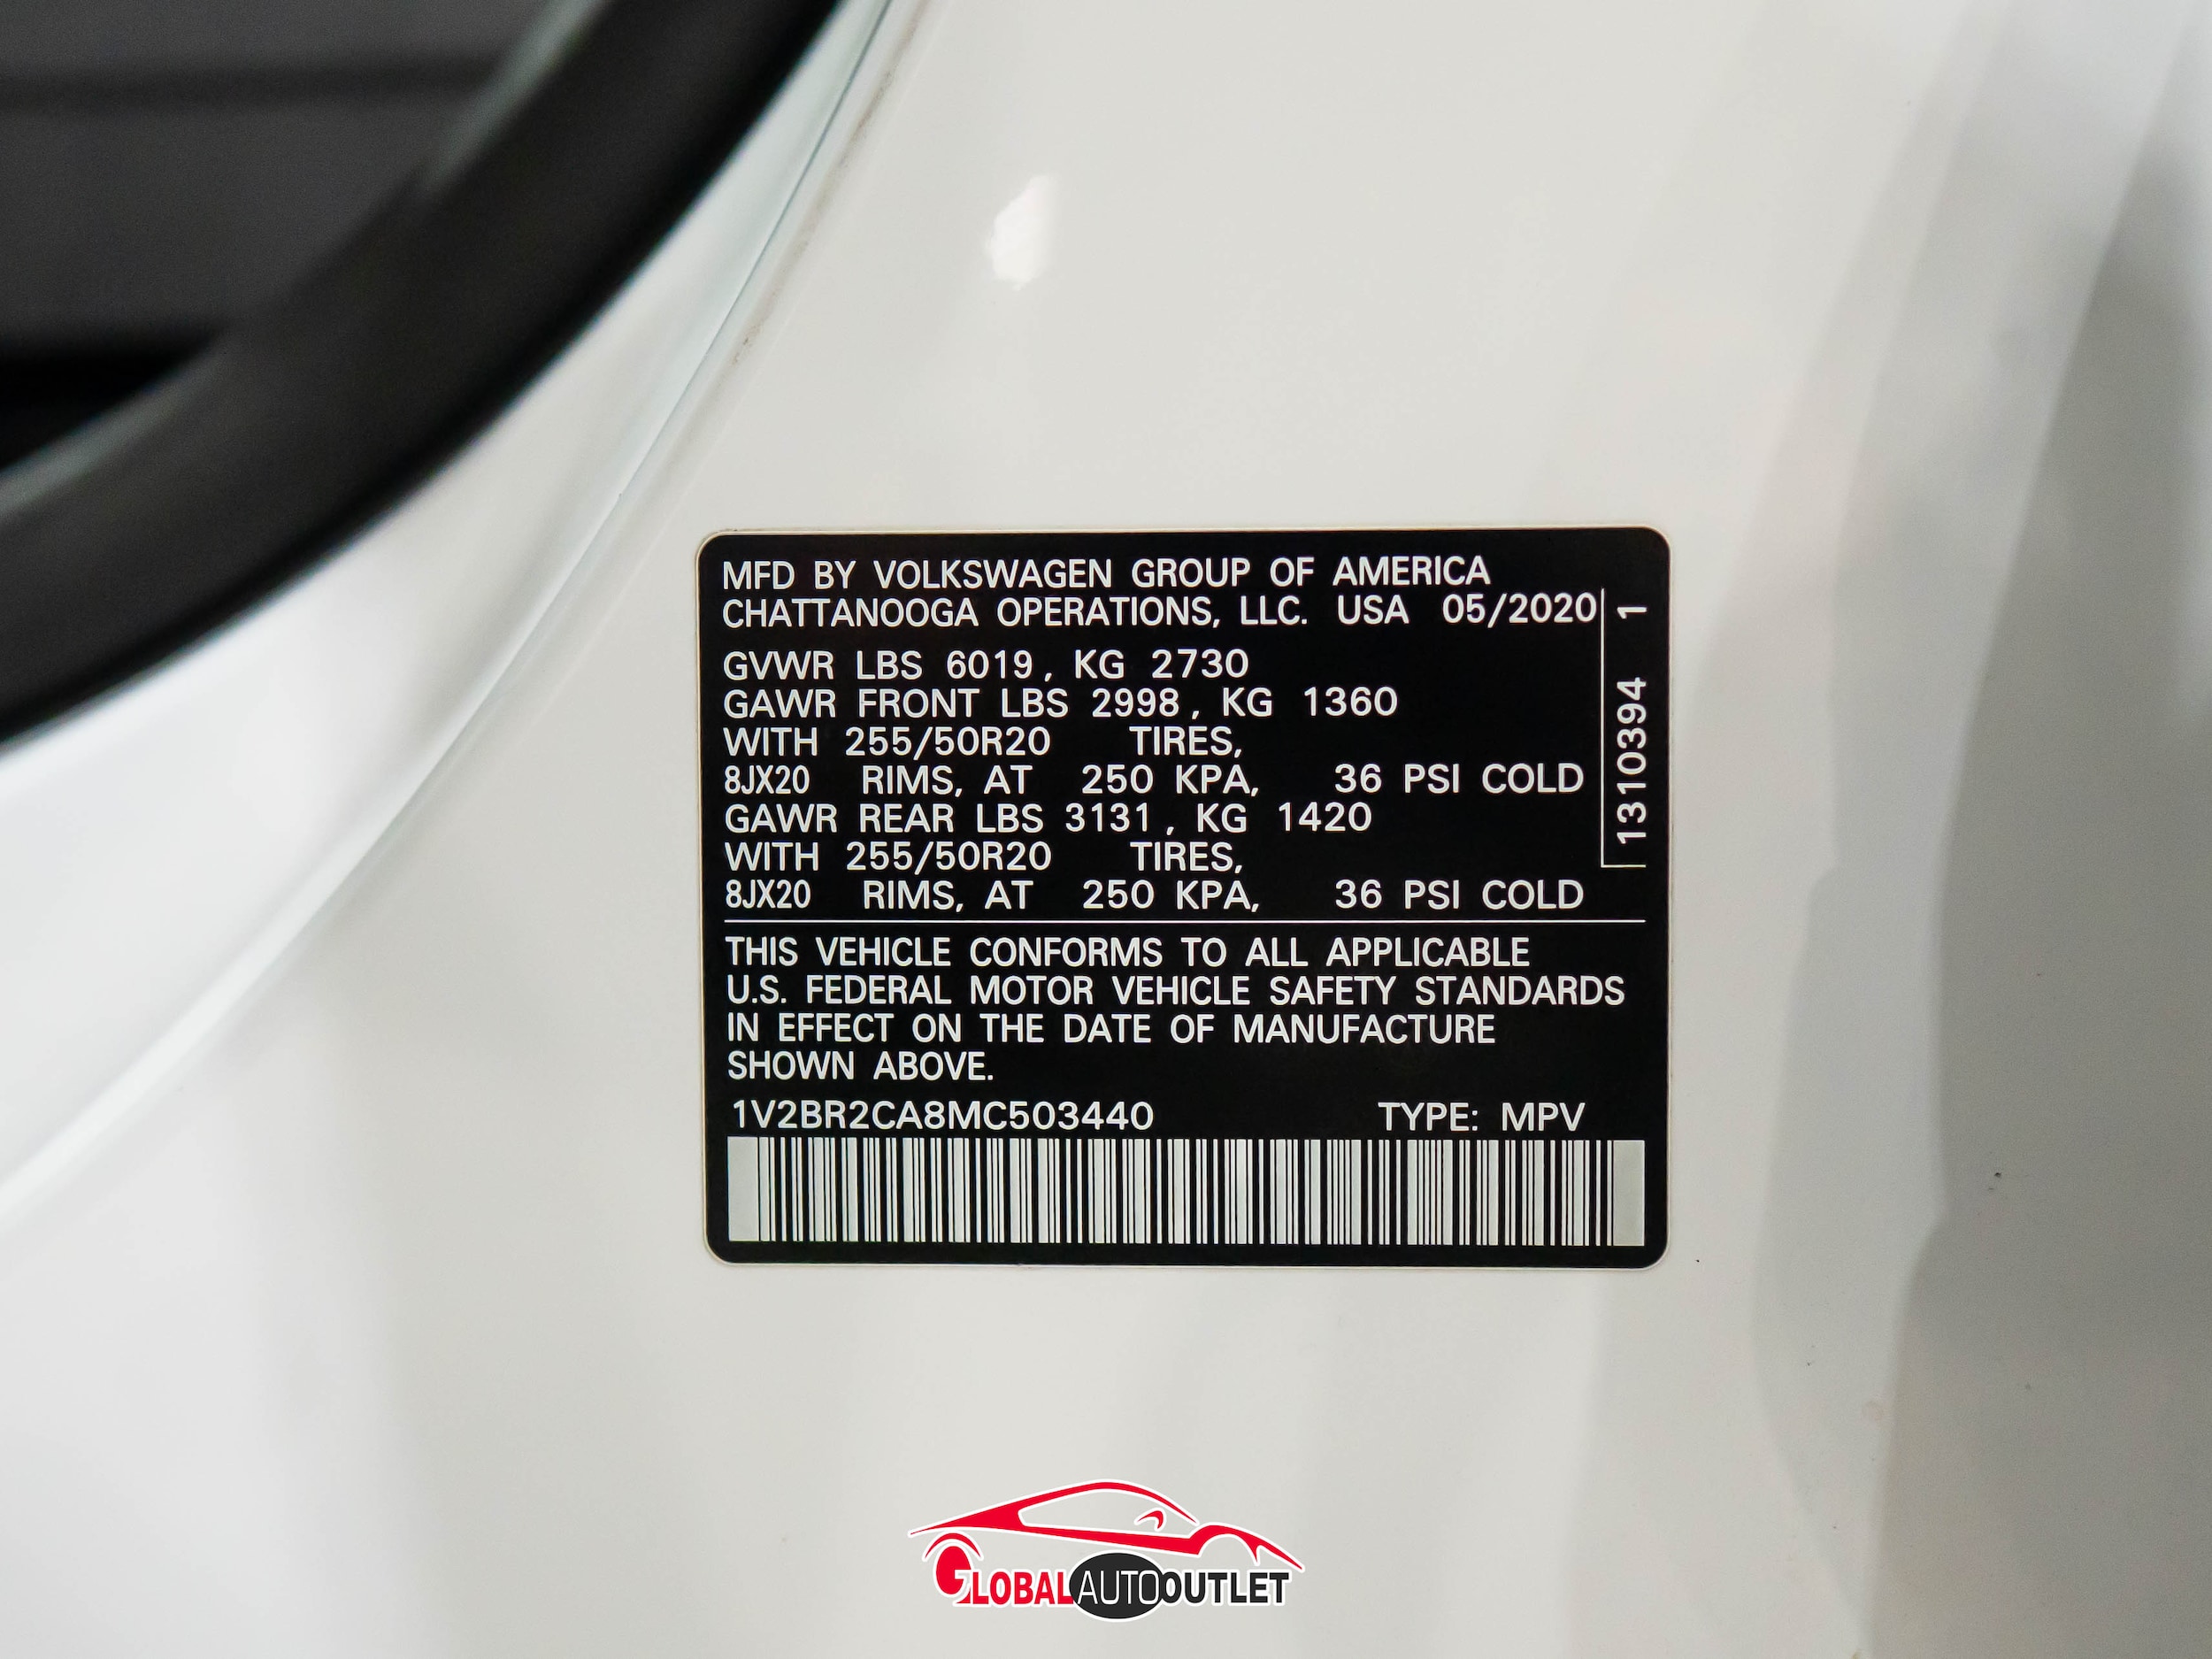 MFD BY VOLKSWAGEN GROUP OF AMERICA
CHATTANOOGA OPERATIONS, LLC. USA 05/2020
GVWR LBS 6019, KG 2730
GAWR FRONT LBS 2998, KG 1360
WITH 255/50R20 TIRES,
8JX20 RIMS, AT 250 KPA, 36 PSI COLD
GAWR REAR LBS 3131, KG 1420
WITH 255/50R20 TIRES,
8JX20 RIMS, AT 250 KPA, 36 PSI COLD
13103394 1
THIS VEHICLE CONFORMS TO ALL APPLICABLE
U.S. FEDERAL MOTOR VEHICLE SAFETY STANDARDS
IN EFFECT ON THE DATE OF MANUFACTURE
SHOWN ABOVE.
1V2BR2CA8MC503440 TYPE: MPV
GLOBAL AUTO OUTLET